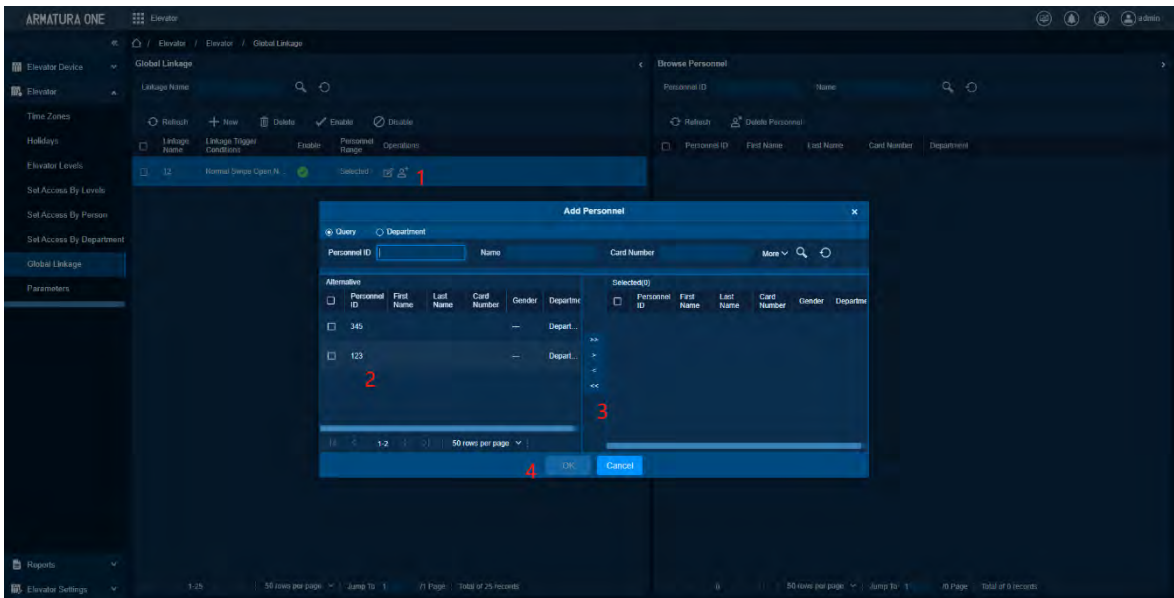 ARMATURA ONE
Elevator
admin
Elevator / Elevator / Global Linkage
Elevator Device
Elevator
Time Zones
Holidays
Elevator Levels
Set Access By Levels
Set Access By Person
Set Access By Department
Global Linkage
Parameters
Reports
Elevator Settings
Global Linkage
Linkage Name
Refresh New Delete Enable Disable
Linkage Name Linkage Trigger Conditions Enable Personnel Range Operations
12 Normal Swipe Open,N... Selected
1
Browse Personnel
Personnel ID Name
Refresh Delete Personnel
Personnel ID First Name Last Name Card Number Department
Add Personnel
Query Department
Personnel ID Name Card Number More
Alternative
Personnel ID First Name Last Name Card Number Gender Departme
345 — Depart...
123 — Depart...
2
1-2 50 rows per page
>>
>
<
<<
3
Selected(0)
Personnel ID First Name Last Name Card Number Gender Departme
4
OK Cancel
1-25 50 rows per page Jump To 1 /1 Page Total of 25 records
0 50 rows per page Jump To 1 /0 Page Total of 0 records